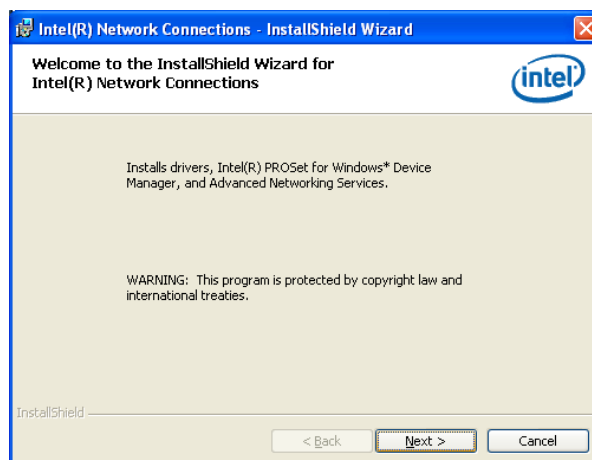 Intel(R) Network Connections - InstallShield Wizard
Welcome to the InstallShield Wizard for
Intel(R) Network Connections
intel
Installs drivers, Intel(R) PROSet for Windows* Device
Manager, and Advanced Networking Services.
WARNING: This program is protected by copyright law and
international treaties.
InstallShield
< Back
Next >
Cancel